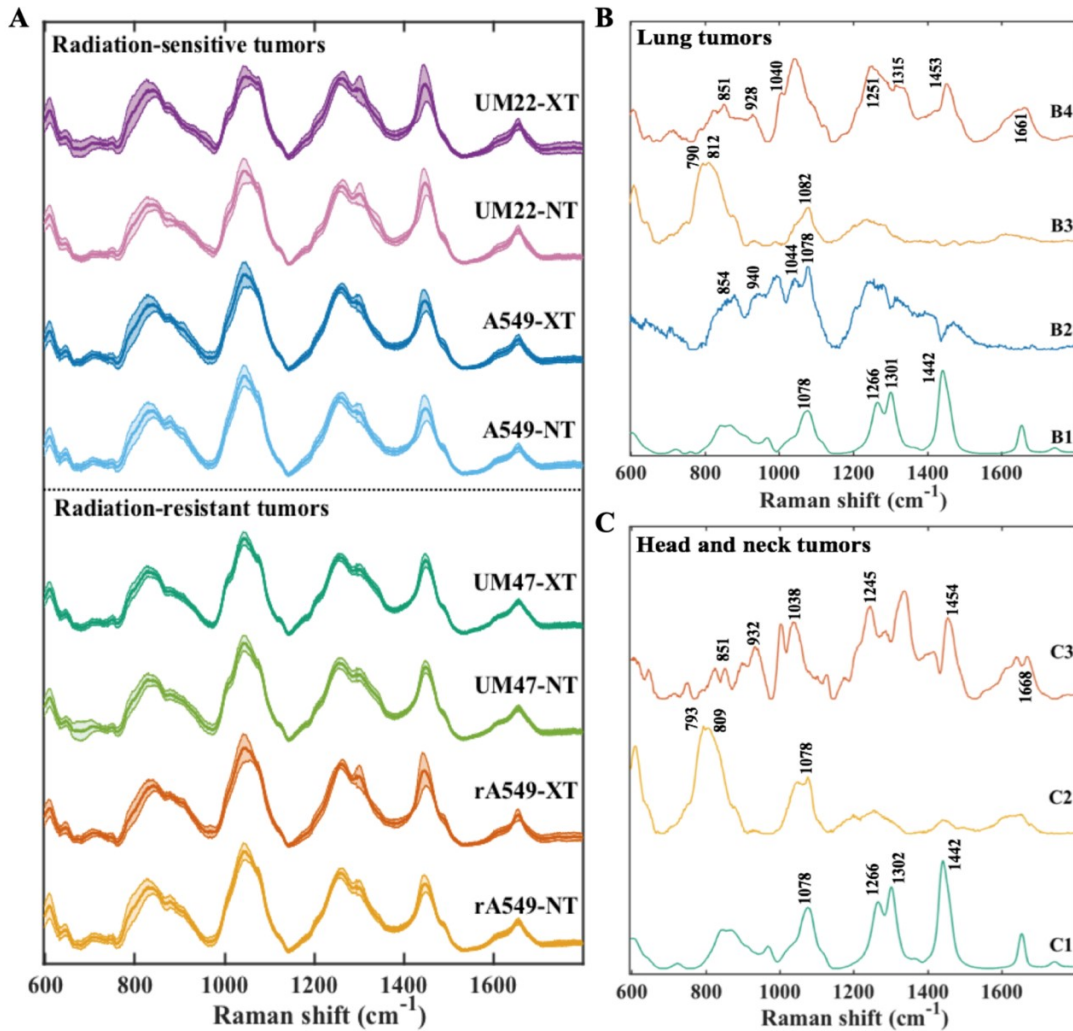 A
Radiation-sensitive tumors
UM22-XT
UM22-NT
A549-XT
A549-NT
Radiation-resistant tumors
UM47-XT
UM47-NT
rA549-XT
rA549-NT
600 800 1000 1200 1400 1600
Raman shift (cm⁻¹)
B
Lung tumors
851
928
1040
1251
1315
1453
1661
B4
790
812
1082
B3
854
940
1044
1078
B2
1078
1266
1301
1442
B1
600 800 1000 1200 1400 1600
Raman shift (cm⁻¹)
C
Head and neck tumors
851
932
1038
1245
1454
1668
C3
793
809
1078
C2
1078
1266
1302
1442
C1
600 800 1000 1200 1400 1600
Raman shift (cm⁻¹)